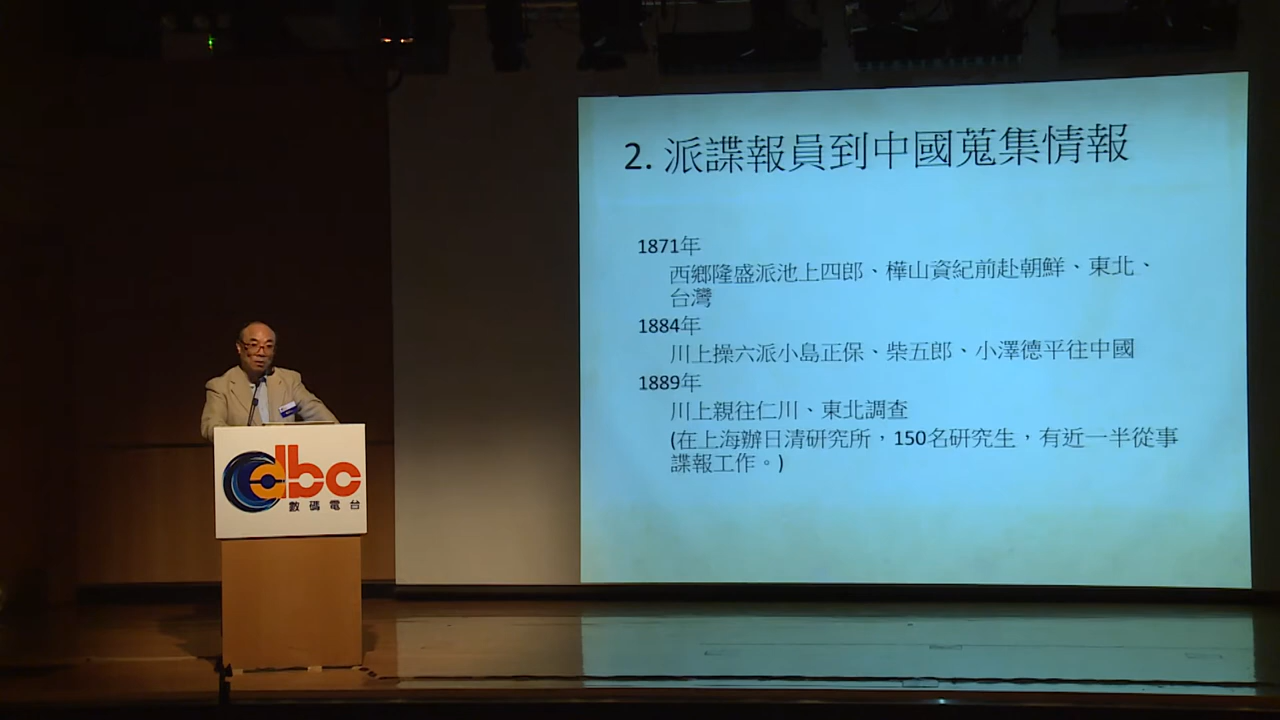 2. 派諜報員到中國蒐集情報
1871年
西鄉隆盛派池上四郎、樺山資紀前赴朝鮮、東北、
台灣
1884年
川上操六派小島正保、柴五郎、小澤德平往中國
1889年
川上親往仁川、東北調查
(在上海辦日清研究所，150名研究生，有近一半從事
諜報工作。)
dbc
數碼電台